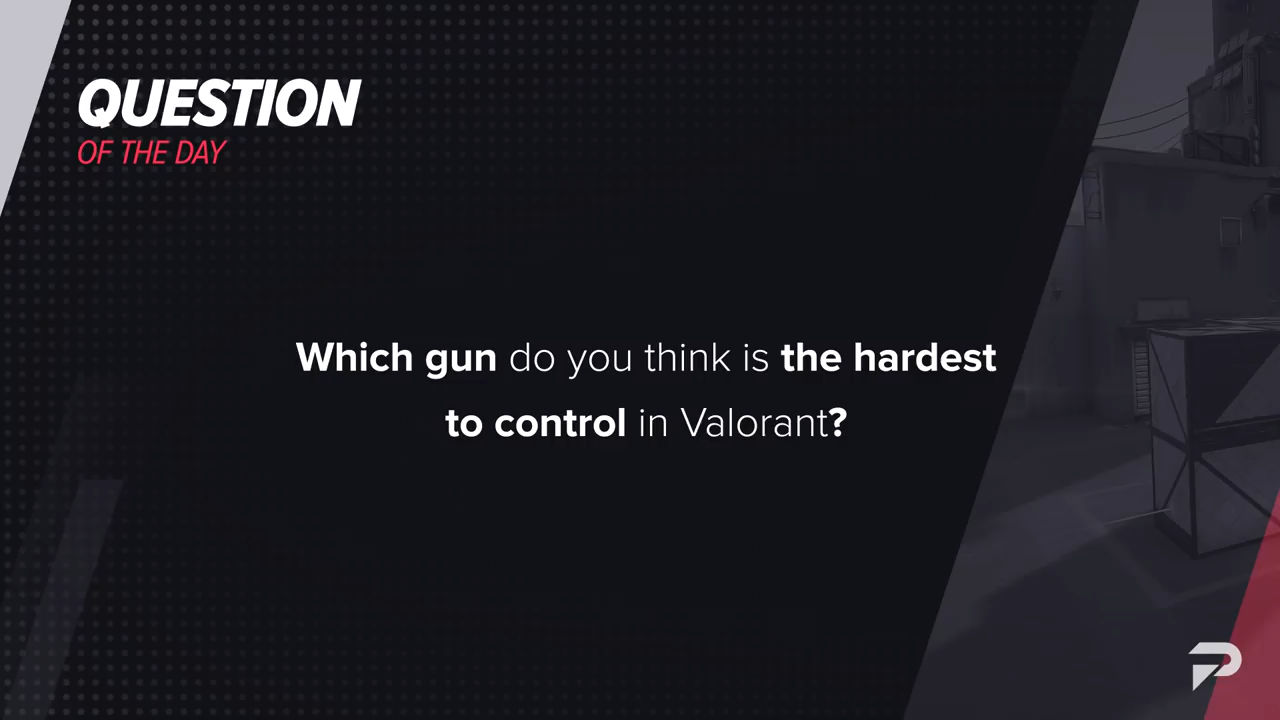 QUESTION
OF THE DAY
Which gun do you think is the hardest
to control in Valorant?